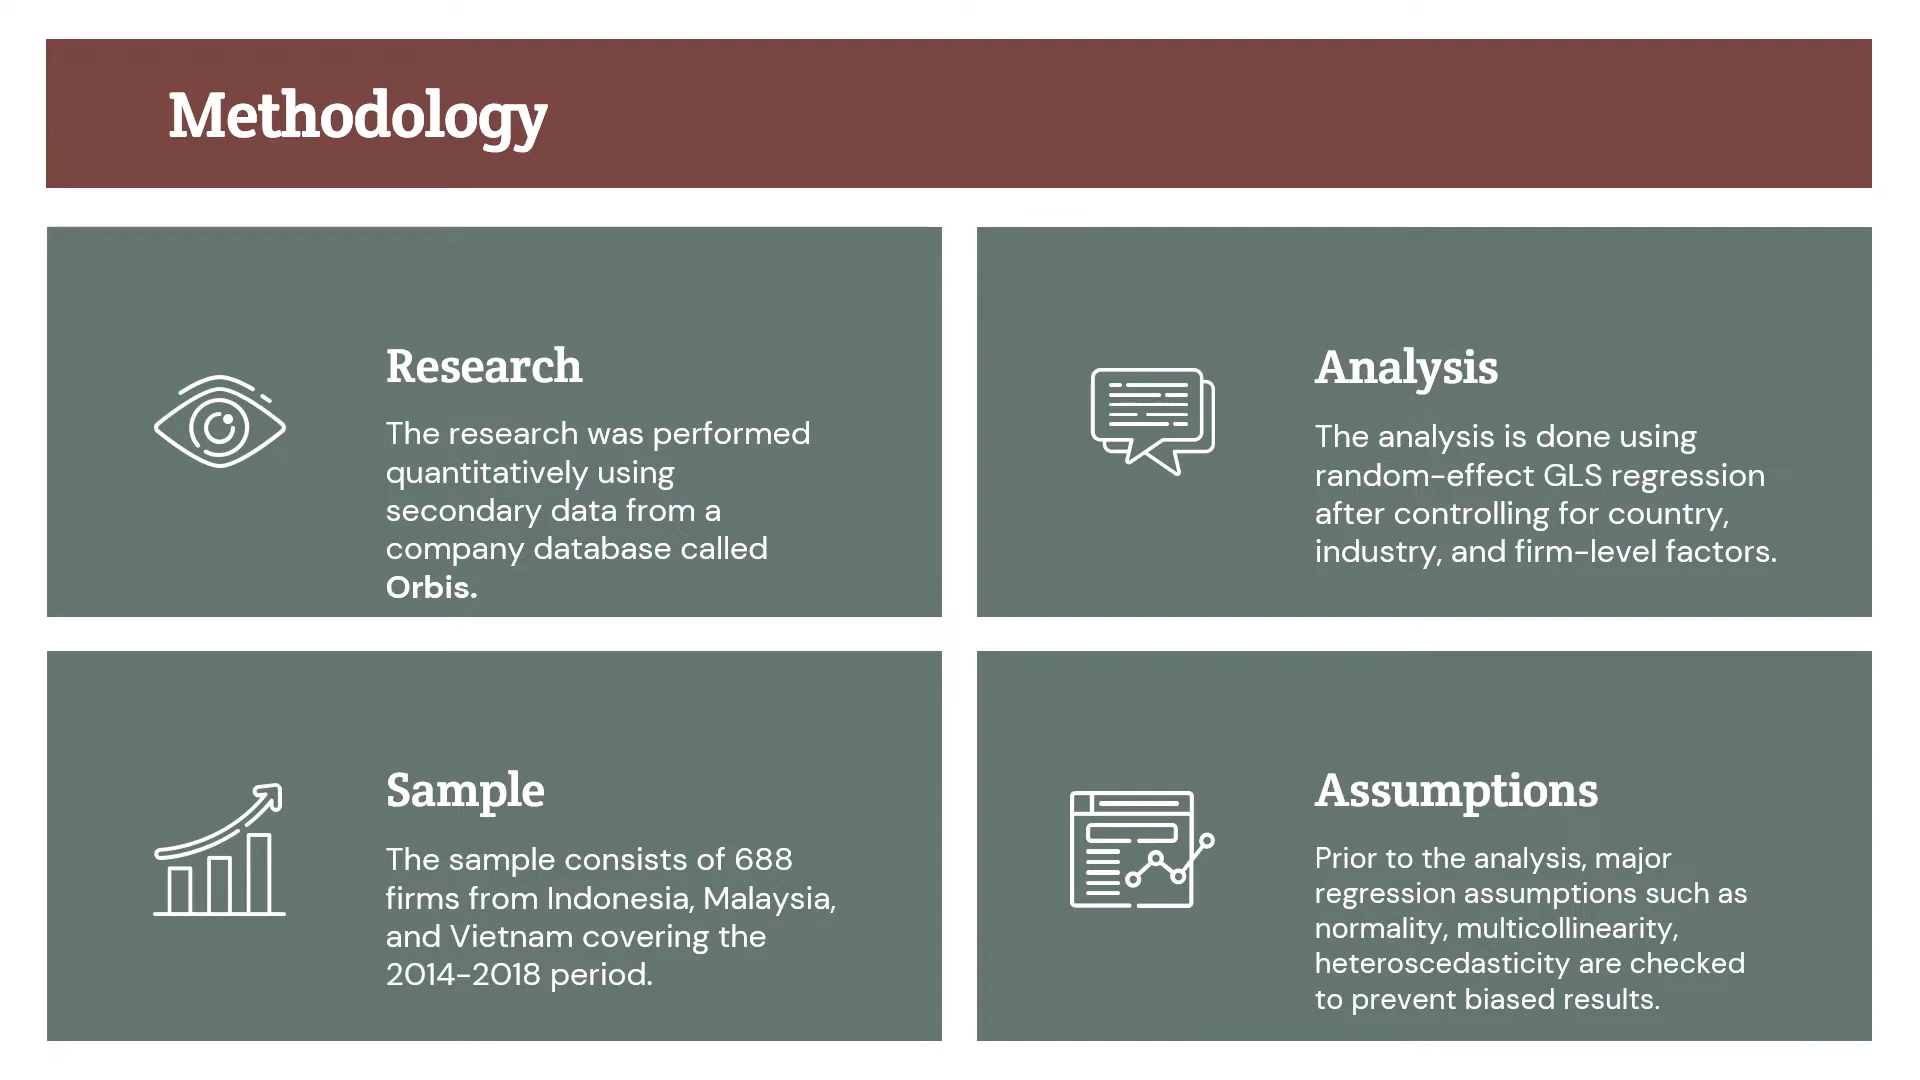 Methodology
Research
The research was performed
quantitatively using
secondary data from a
company database called
Orbis.
Analysis
The analysis is done using
random-effect GLS regression
after controlling for country,
industry, and firm-level factors.
Sample
The sample consists of 688
firms from Indonesia, Malaysia,
and Vietnam covering the
2014-2018 period.
Assumptions
Prior to the analysis, major
regression assumptions such as
normality, multicollinearity,
heteroscedasticity are checked
to prevent biased results.